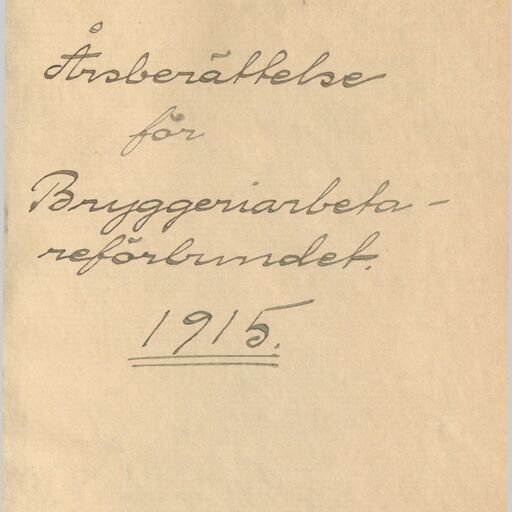 Årsberättelse
för
Bryggeriarbeta-
reförbundet.
1915.